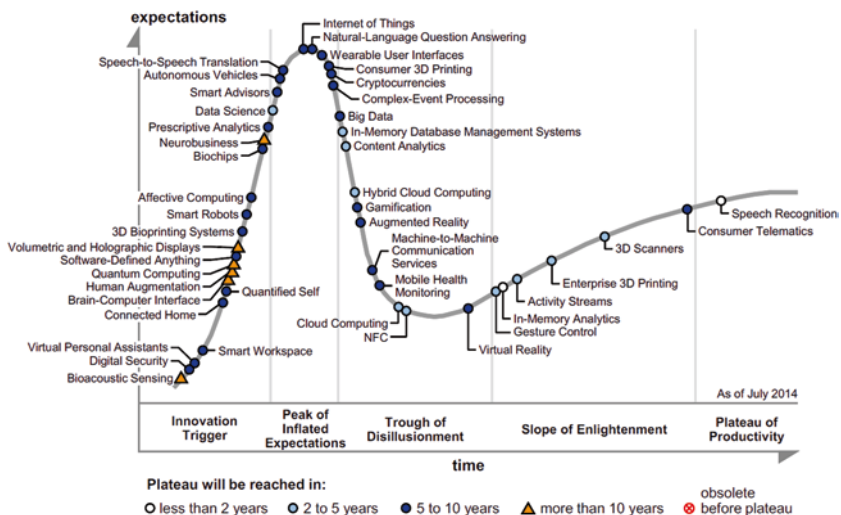 expectations
Internet of Things
Natural-Language Question Answering
Wearable User Interfaces
Speech-to-Speech Translation
Consumer 3D Printing
Autonomous Vehicles
Cryptocurrencies
Smart Advisors
Complex-Event Processing
Data Science
Big Data
Prescriptive Analytics
In-Memory Database Management Systems
Neurobusiness
Content Analytics
Biochips
Affective Computing
Hybrid Cloud Computing
Smart Robots
Gamification
Speech Recognition
3D Bioprinting Systems
Augmented Reality
Consumer Telematics
Volumetric and Holographic Displays
Machine-to-Machine
Communication
Services
3D Scanners
Software-Defined Anything
Quantum Computing
Human Augmentation
Mobile Health
Monitoring
Enterprise 3D Printing
Brain-Computer Interface
Quantified Self
Activity Streams
Connected Home
Cloud Computing
In-Memory Analytics
NFC
Gesture Control
Virtual Personal Assistants
Smart Workspace
Virtual Reality
Digital Security
Bioacoustic Sensing
As of July 2014
Innovation
Trigger
Peak of
Inflated
Expectations
Trough of
Disillusionment
Slope of Enlightenment
Plateau of
Productivity
time
Plateau will be reached in:
less than 2 years
2 to 5 years
5 to 10 years
more than 10 years
obsolete
before plateau